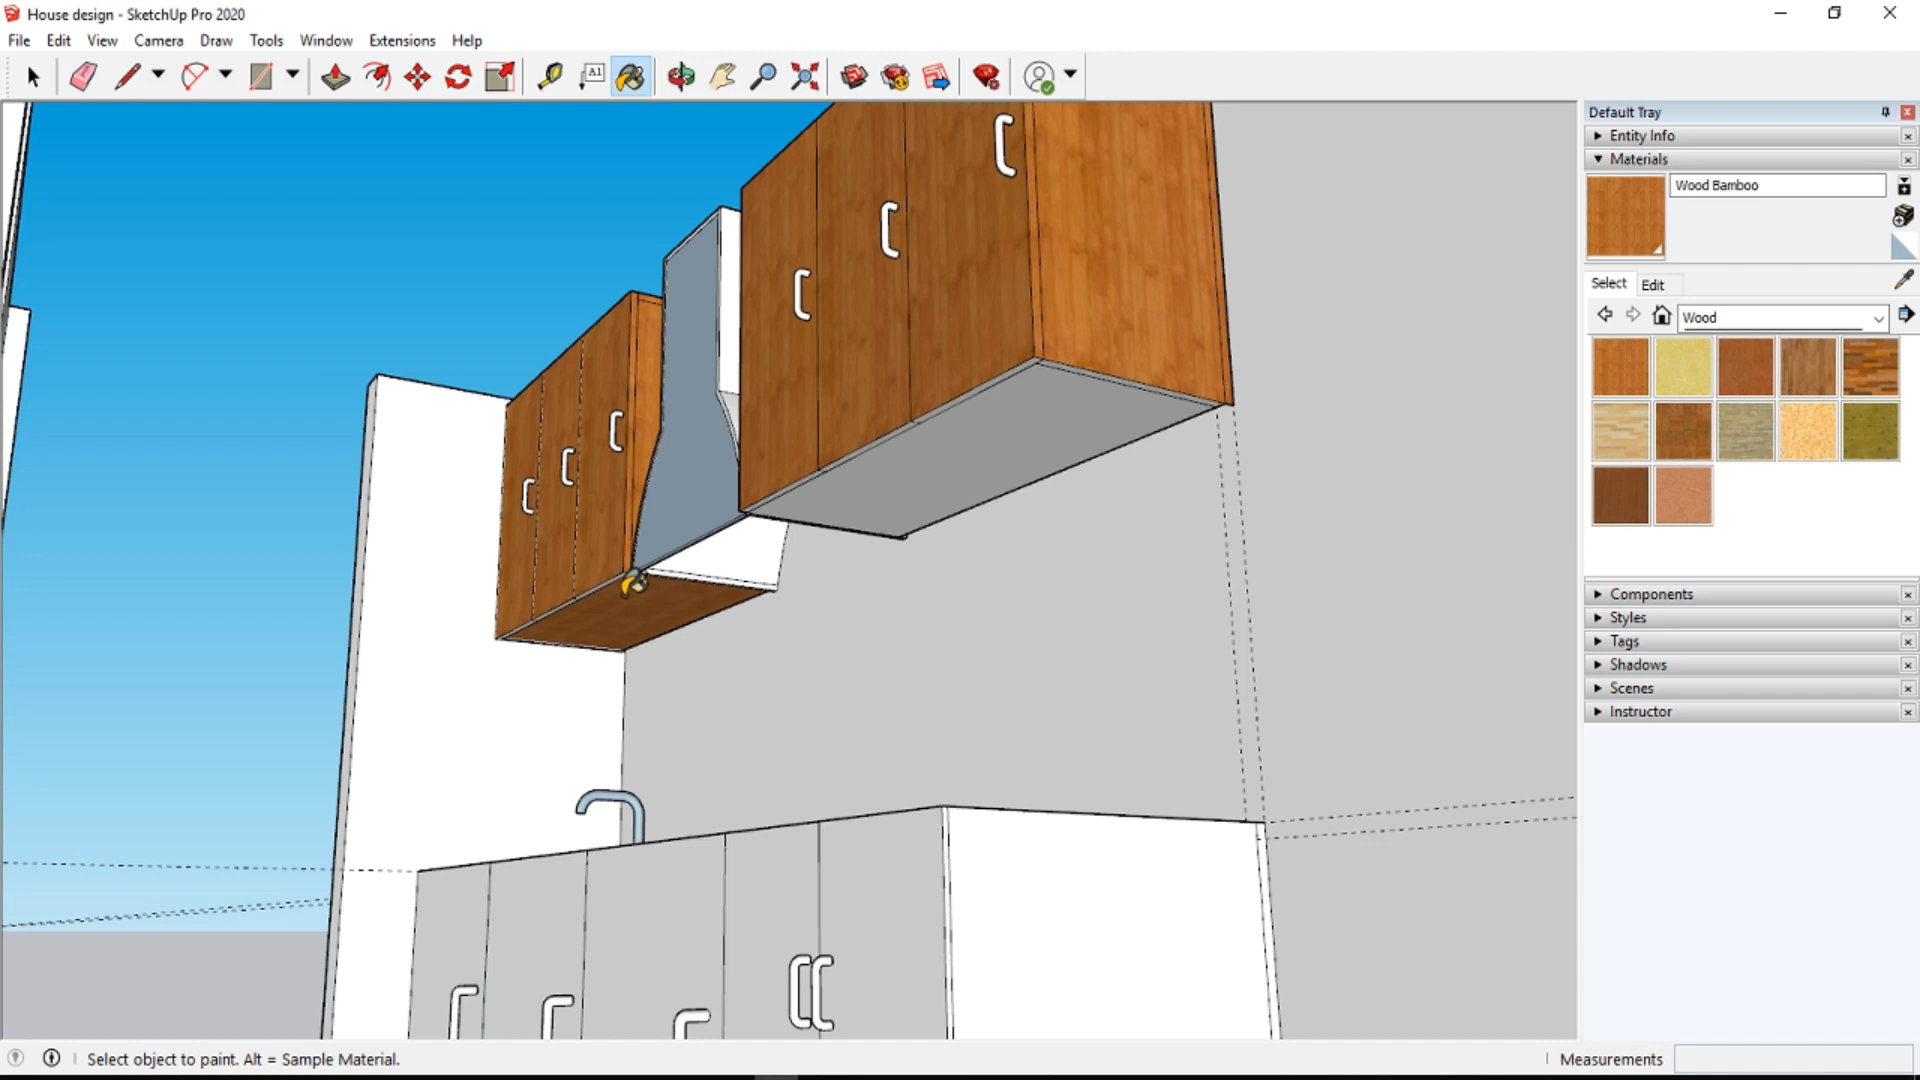 House design - SketchUp Pro 2020
File Edit View Camera Draw Tools Window Extensions Help
A1
Default Tray
Entity Info
Materials
Wood Bamboo
Select Edit
Wood
Components
Styles
Tags
Shadows
Scenes
Instructor
Select object to paint. Alt = Sample Material.
Measurements